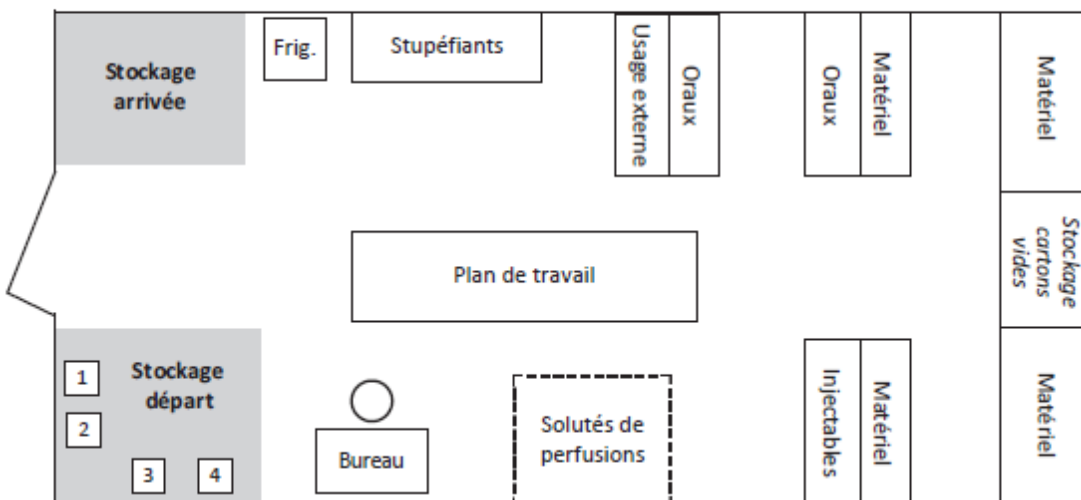 Stockage
arrivée
Frig.
Stupéfiants
Usage externe
Oraux
Oraux
Matériel
Matériel
Stockage
cartons
vides
Plan de travail
1
2
Stockage
départ
3
4
Bureau
Solutés de
perfusions
Injectables
Matériel
Matériel